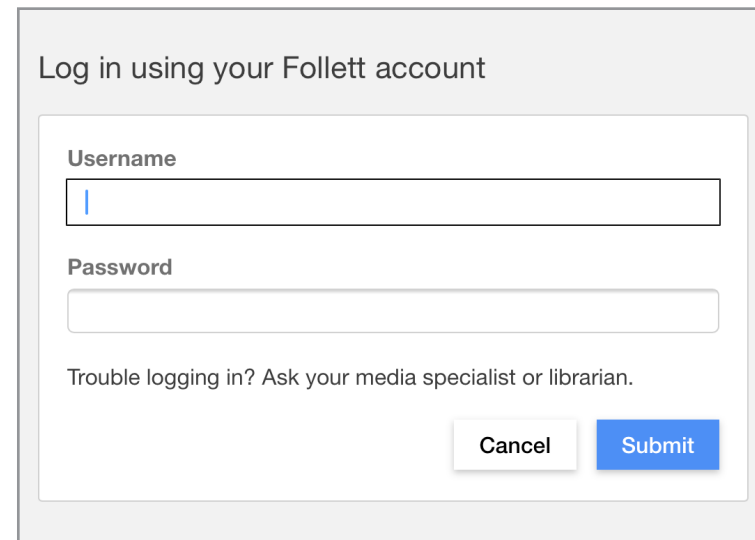 Log in using your Follett account
Username
Password
Trouble logging in? Ask your media specialist or librarian.
Cancel Submit